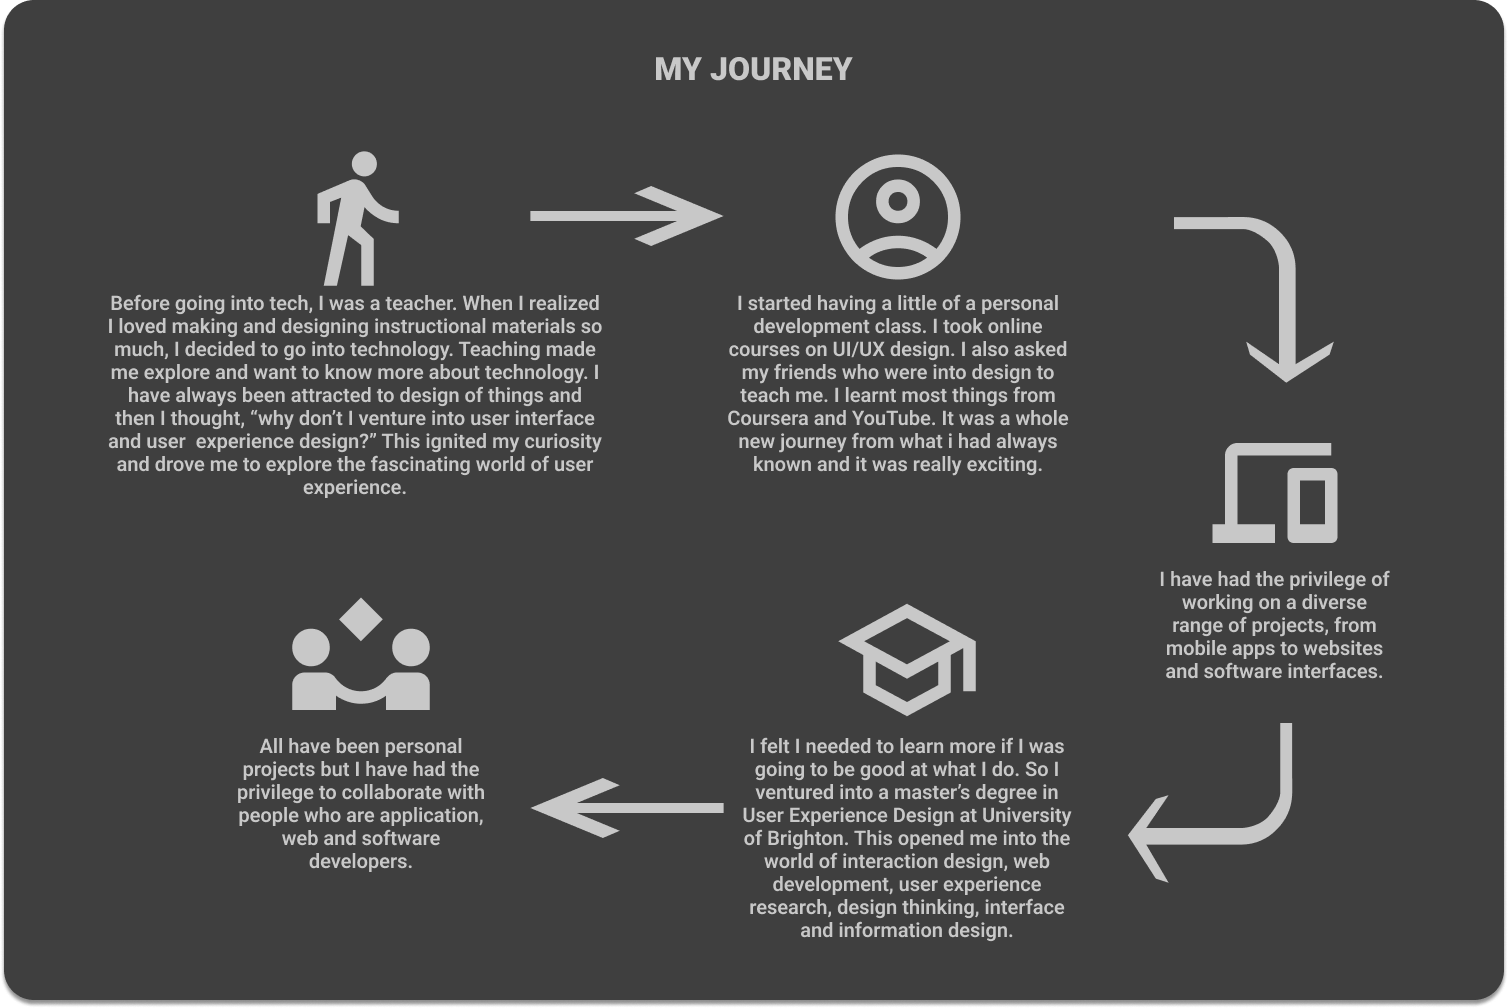 MY JOURNEY
Before going into tech, I was a teacher. When I realized
I loved making and designing instructional materials so
much, I decided to go into technology. Teaching made
me explore and want to know more about technology. I
have always been attracted to design of things and
then I thought, “why don’t I venture into user interface
and user  experience design?” This ignited my curiosity
and drove me to explore the fascinating world of user
experience.
I started having a little of a personal
development class. I took online
courses on UI/UX design. I also asked
my friends who were into design to
teach me. I learnt most things from
Coursera and YouTube. It was a whole
new journey from what i had always
known and it was really exciting.
I have had the privilege of
working on a diverse
range of projects, from
mobile apps to websites
and software interfaces.
I felt I needed to learn more if I was
going to be good at what I do. So I
ventured into a master’s degree in
User Experience Design at University
of Brighton. This opened me into the
world of interaction design, web
development, user experience
research, design thinking, interface
and information design.
All have been personal
projects but I have had the
privilege to collaborate with
people who are application,
web and software
developers.